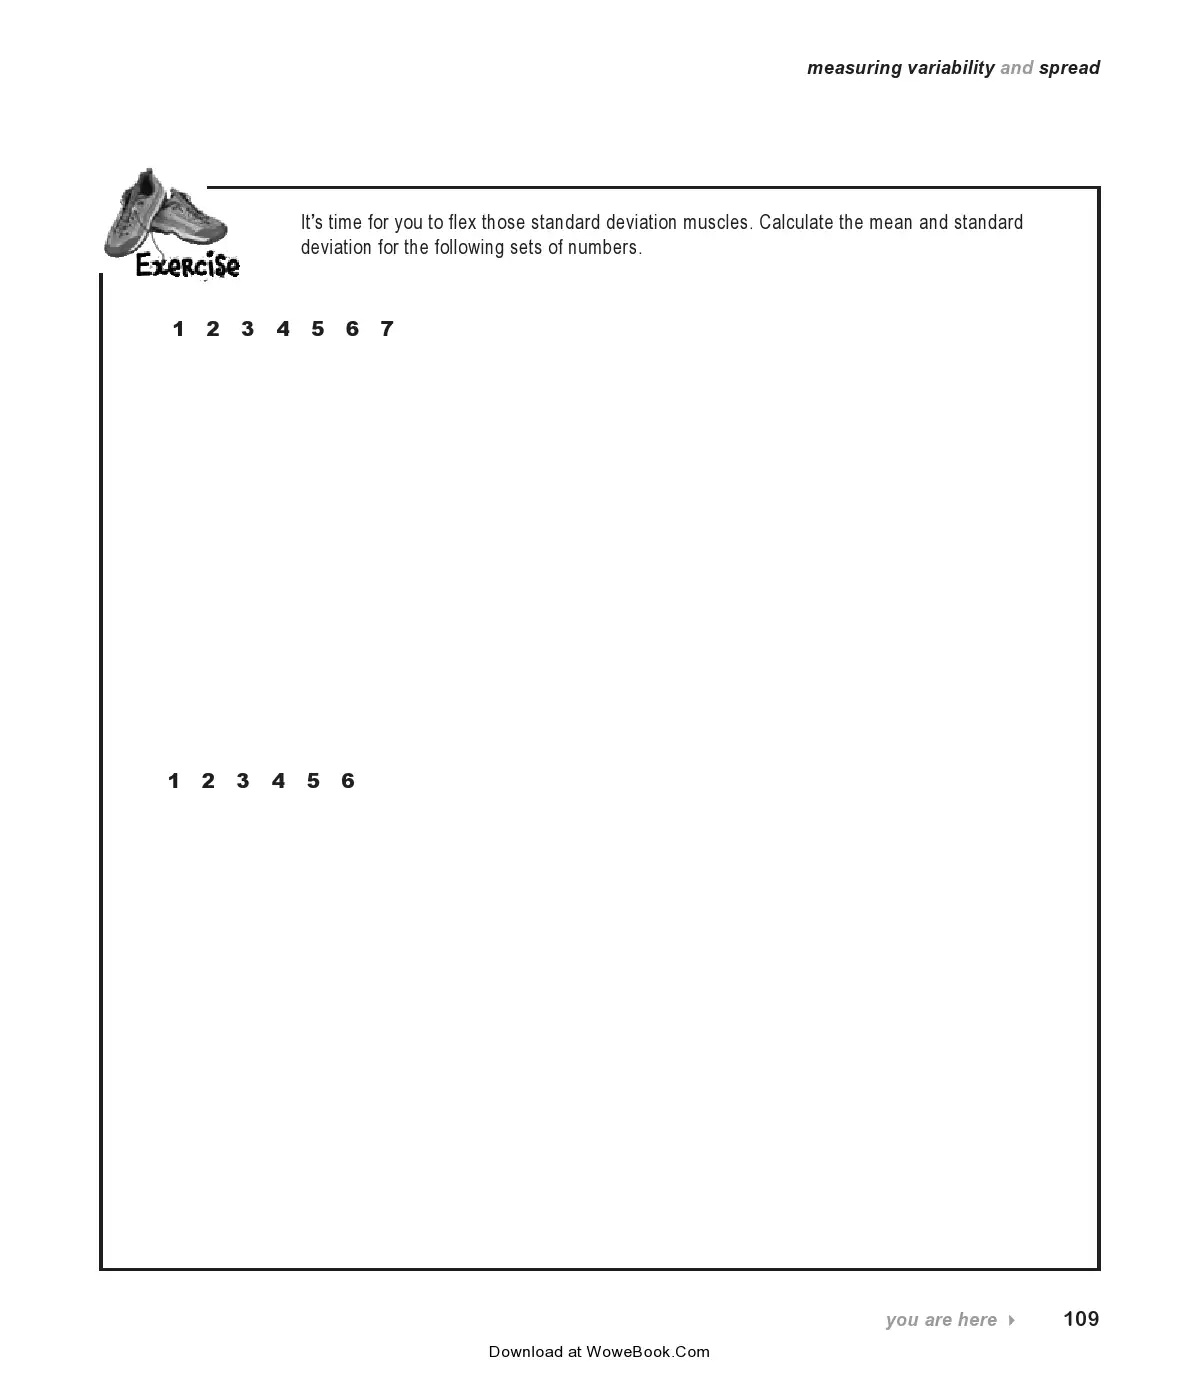 measuring variability and spread
It’s time for you to flex those standard deviation muscles. Calculate the mean and standard
deviation for the following sets of numbers.
Exercise
1 2 3 4 5 6 7
1 2 3 4 5 6
you are here 109
Download at WoweBook.Com